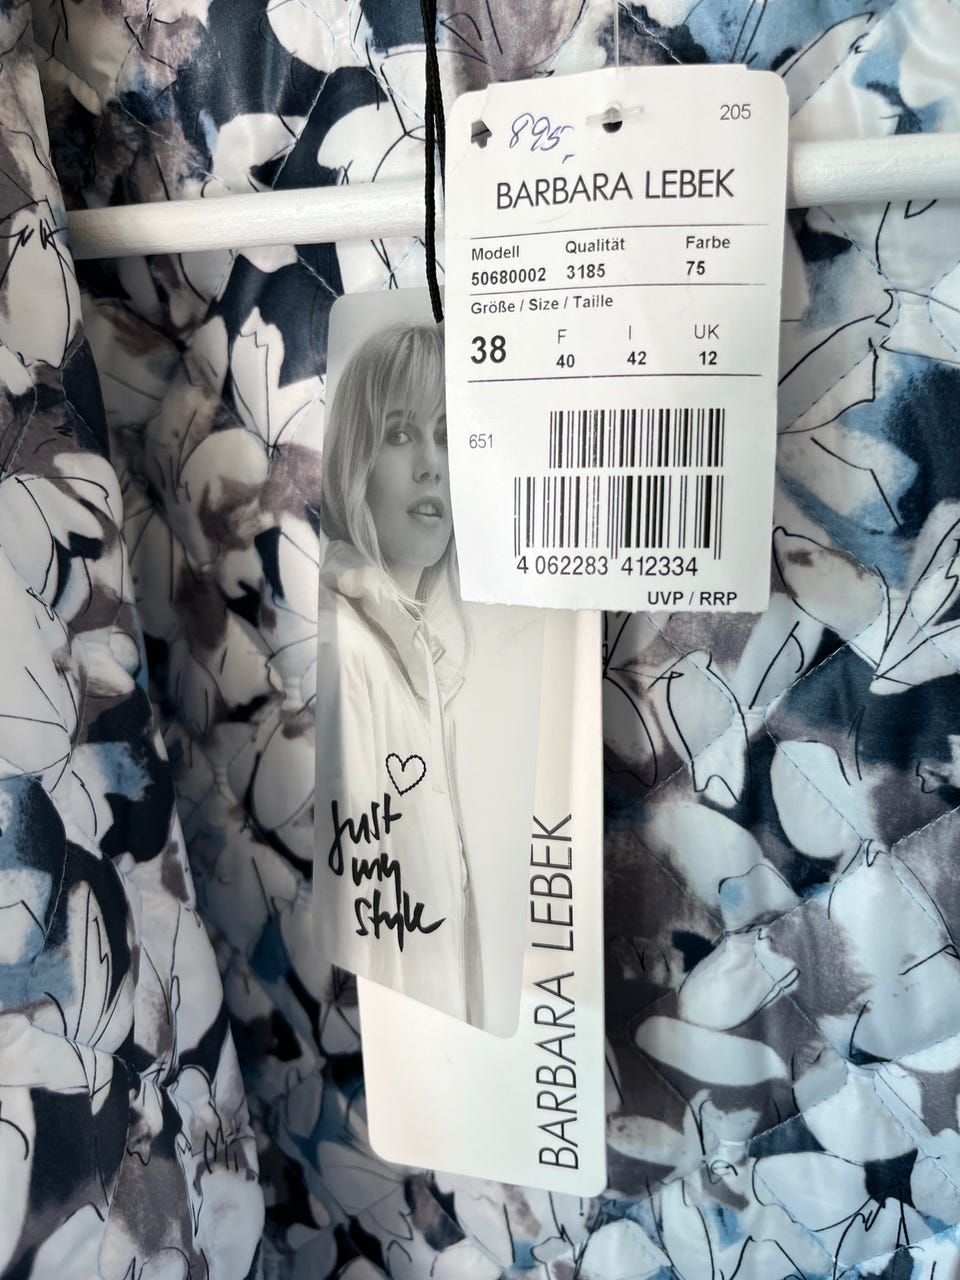 895,-
205
BARBARA LEBEK
Modell Qualität Farbe
50680002 3185 75
Größe / Size / Taille
38 F I UK
40 42 12
651
4 062283 412334
UVP / RRP
just
my
style
BARBARA LEBEK